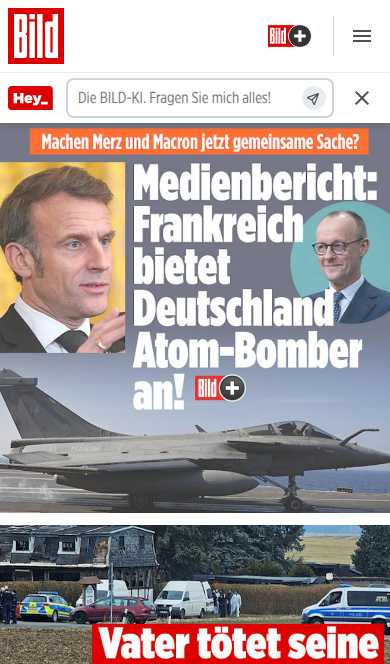 Bild
Bild+
Hey_
Die BILD-KI. Fragen Sie mich alles!
Machen Merz und Macron jetzt gemeinsame Sache?
Medienbericht:
Frankreich
bietet
Deutschland
Atom-Bomber
an! Bild+
Vater tötet seine